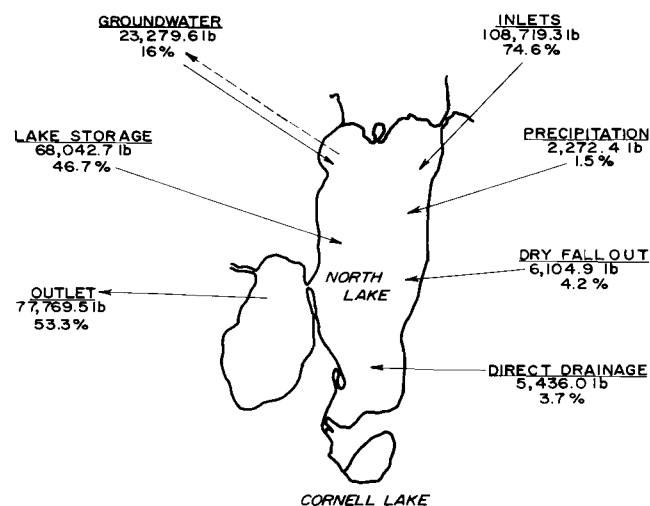 GROUNDWATER
23,279.6 lb
16%
INLETS
108,719.3 lb
74.6%
LAKE STORAGE
68,042.7 lb
46.7%
PRECIPITATION
2,272.4 lb
1.5%
DRY FALL OUT
6,104.9 lb
4.2%
NORTH
LAKE
OUTLET
77,769.5 lb
53.3%
DIRECT DRAINAGE
5,436.0 lb
3.7%
CORNELL LAKE